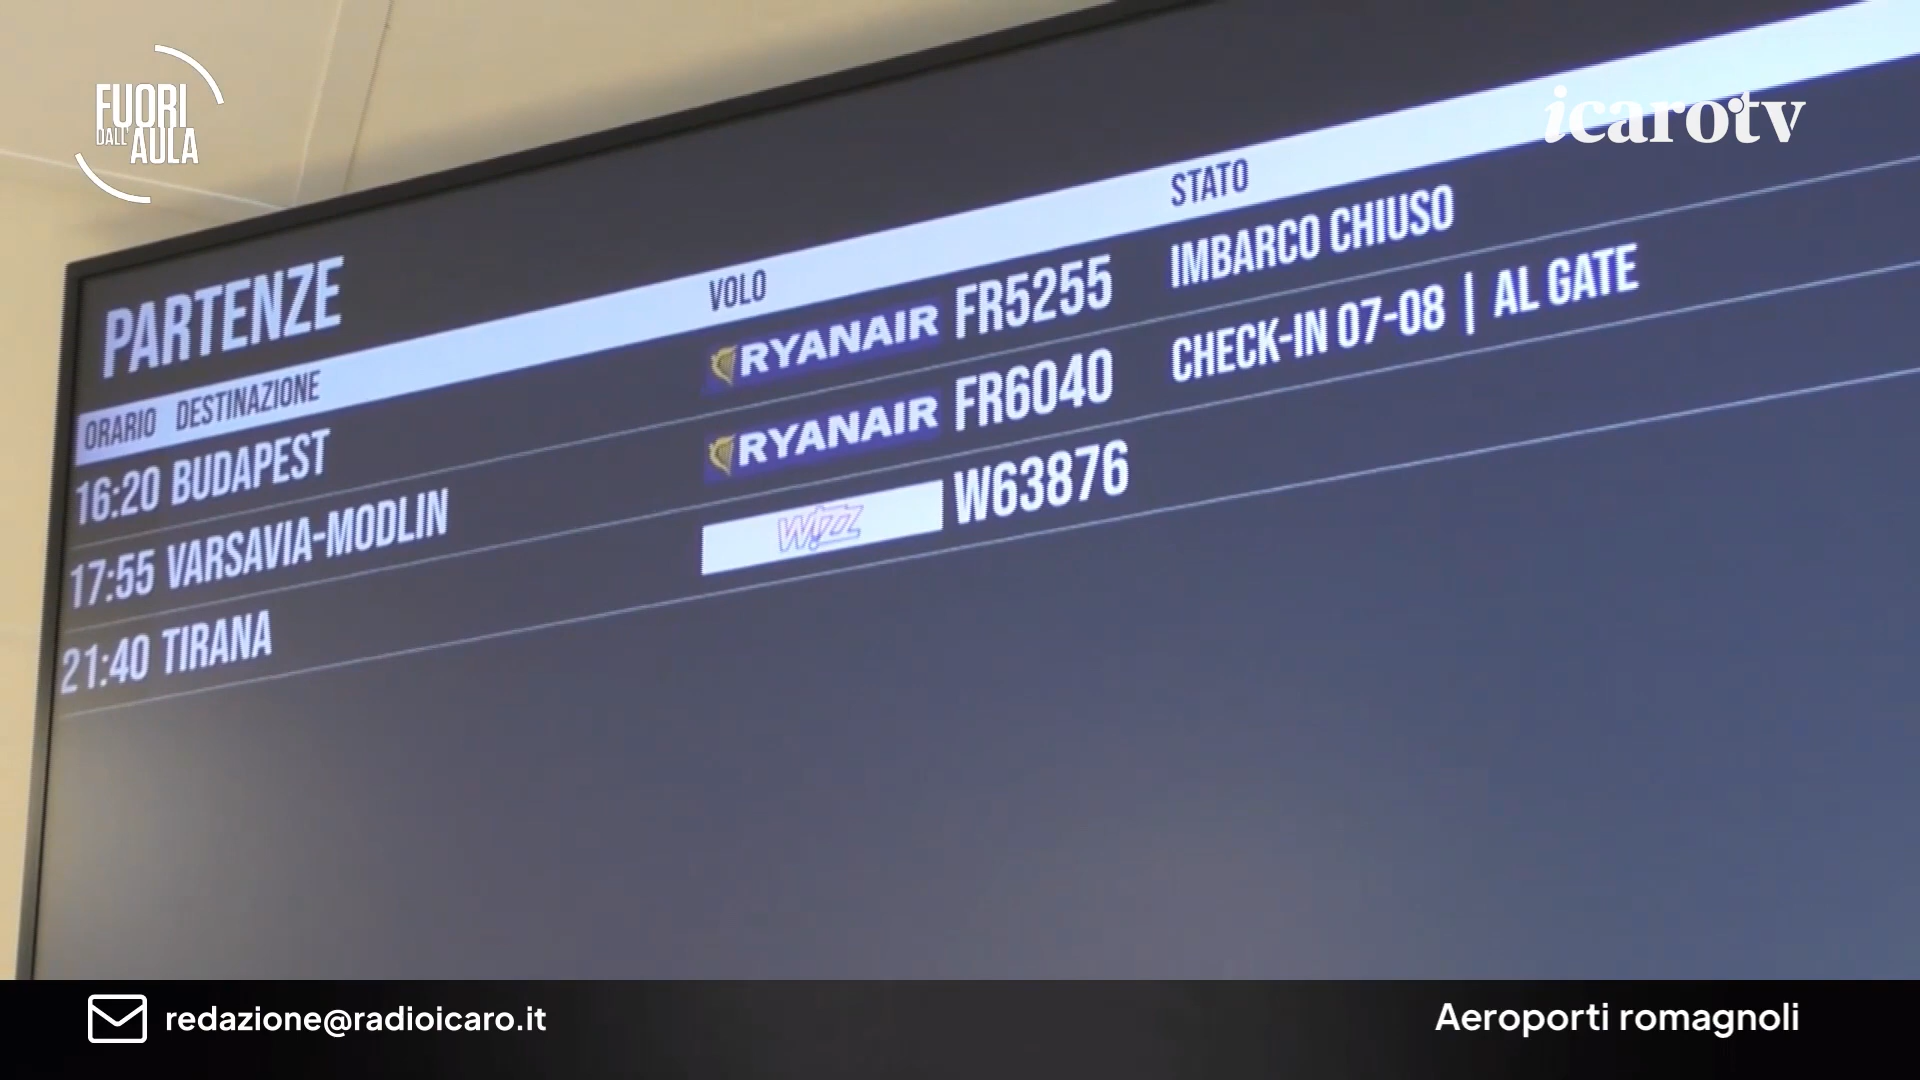 FUORI
DALL'AULA
icarotv
PARTENZE
ORARIO DESTINAZIONE VOLO STATO
16:20 BUDAPEST RYANAIR FR5255 IMBARCO CHIUSO
17:55 VARSAVIA-MODLIN RYANAIR FR6040 CHECK-IN 07-08 | AL GATE
21:40 TIRANA WIZZ W63876
redazione@radioicaro.it
Aeroporti romagnoli